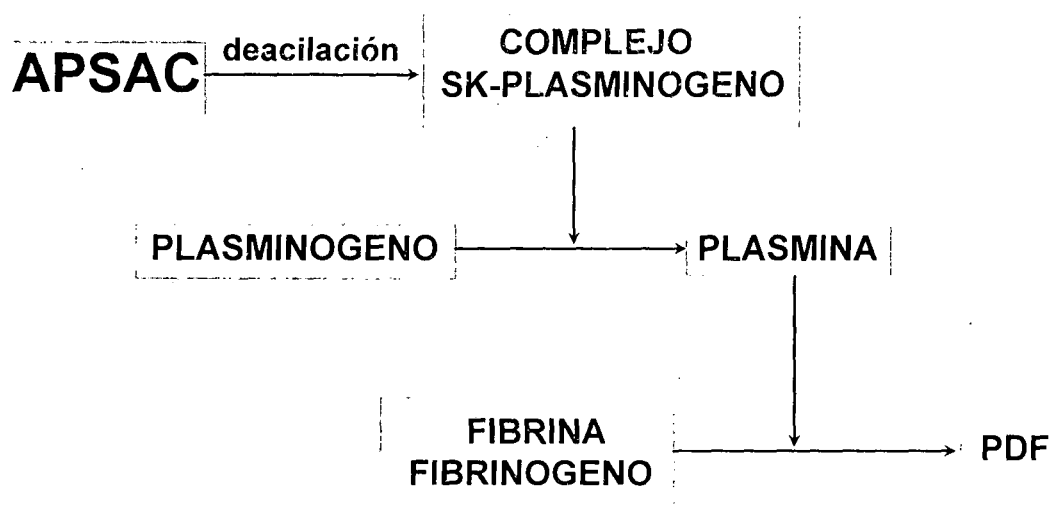 APSAC
deacilación
COMPLEJO
SK-PLASMINOGENO
PLASMINOGENO
PLASMINA
FIBRINA
FIBRINOGENO
PDF